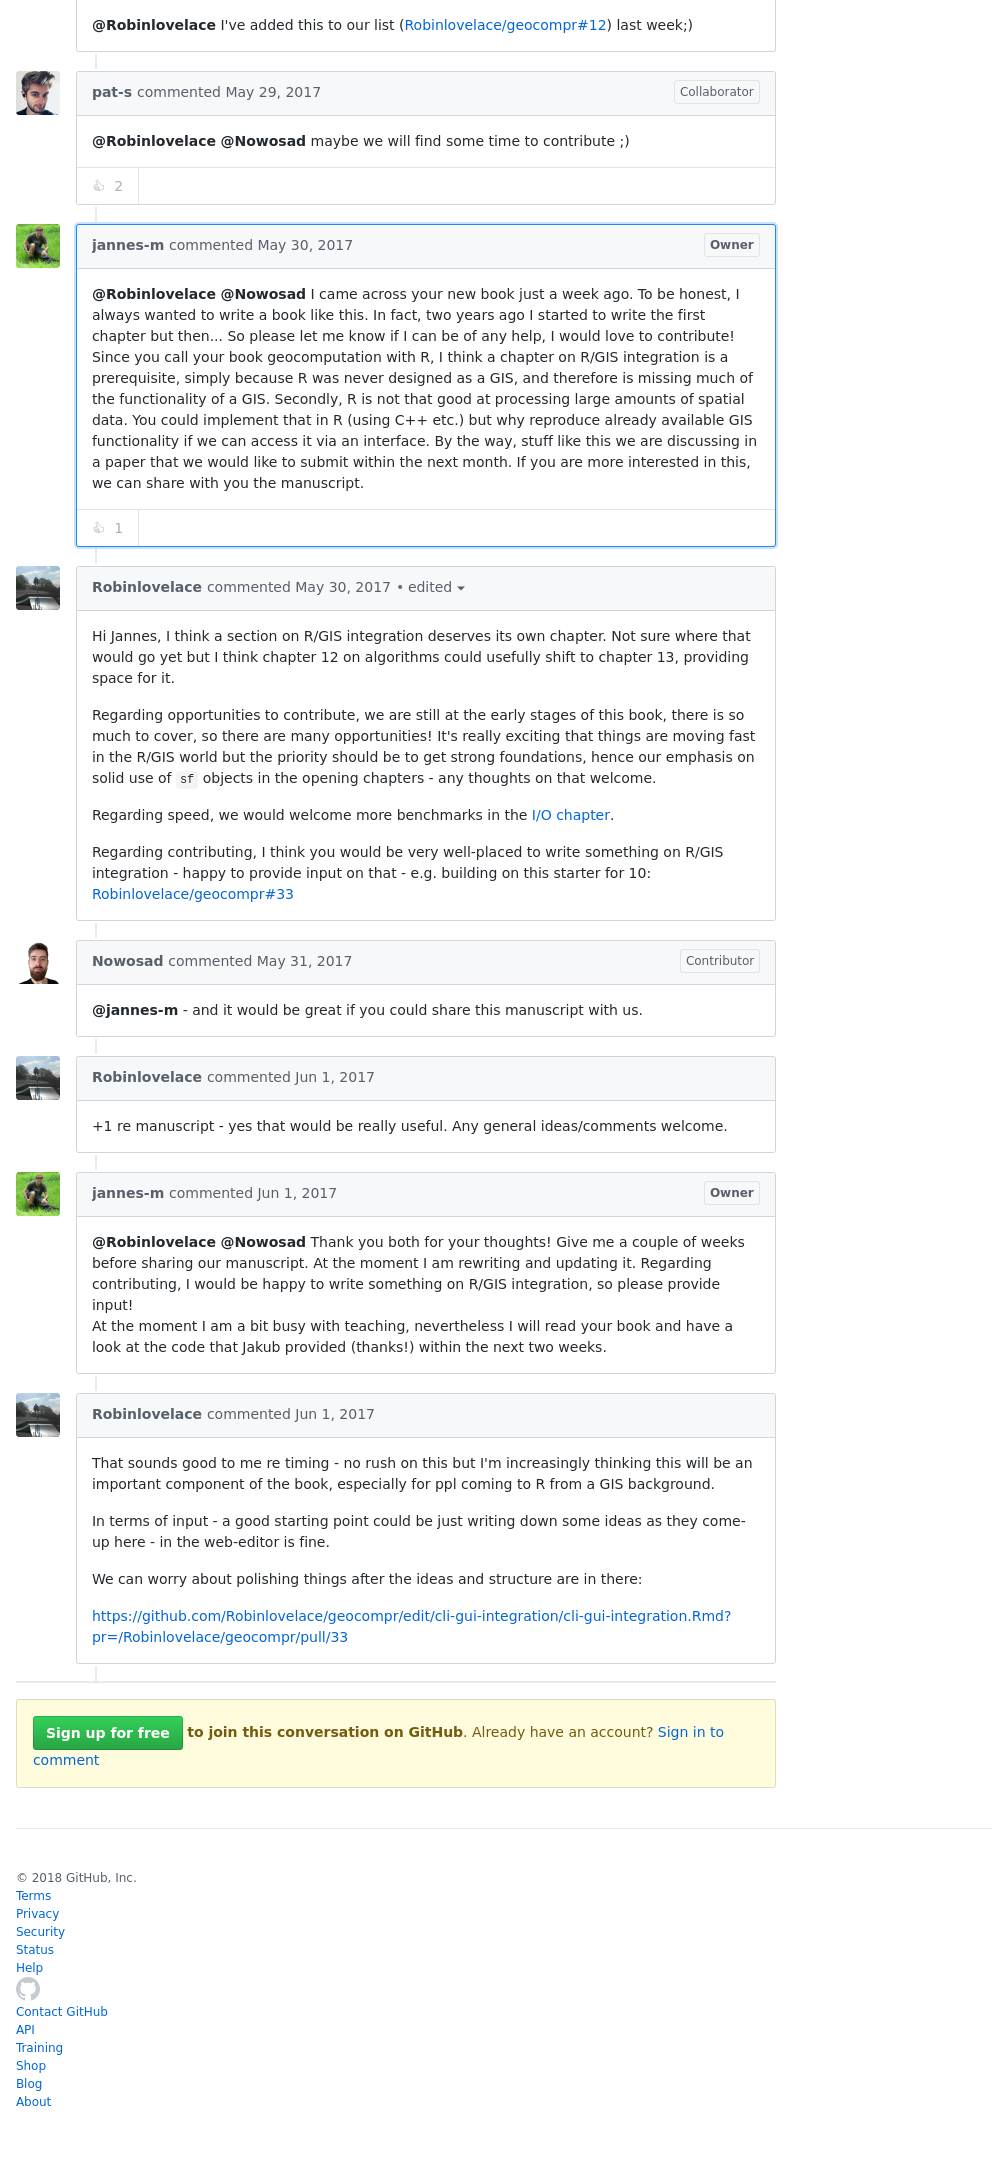 @Robinlovelace I've added this to our list (Robinlovelace/geocompr#12) last week;)
pat-s commented May 29, 2017
Collaborator
@Robinlovelace @Nowosad maybe we will find some time to contribute ;)
👍 2
jannes-m commented May 30, 2017
Owner
@Robinlovelace @Nowosad I came across your new book just a week ago. To be honest, I
always wanted to write a book like this. In fact, two years ago I started to write the first
chapter but then... So please let me know if I can be of any help, I would love to contribute!
Since you call your book geocomputation with R, I think a chapter on R/GIS integration is a
prerequisite, simply because R was never designed as a GIS, and therefore is missing much of
the functionality of a GIS. Secondly, R is not that good at processing large amounts of spatial
data. You could implement that in R (using C++ etc.) but why reproduce already available GIS
functionality if we can access it via an interface. By the way, stuff like this we are discussing in
a paper that we would like to submit within the next month. If you are more interested in this,
we can share with you the manuscript.
👍 1
Robinlovelace commented May 30, 2017 • edited
Hi Jannes, I think a section on R/GIS integration deserves its own chapter. Not sure where that
would go yet but I think chapter 12 on algorithms could usefully shift to chapter 13, providing
space for it.
Regarding opportunities to contribute, we are still at the early stages of this book, there is so
much to cover, so there are many opportunities! It's really exciting that things are moving fast
in the R/GIS world but the priority should be to get strong foundations, hence our emphasis on
solid use of sf objects in the opening chapters - any thoughts on that welcome.
Regarding speed, we would welcome more benchmarks in the I/O chapter.
Regarding contributing, I think you would be very well-placed to write something on R/GIS
integration - happy to provide input on that - e.g. building on this starter for 10:
Robinlovelace/geocompr#33
Nowosad commented May 31, 2017
Contributor
@jannes-m - and it would be great if you could share this manuscript with us.
Robinlovelace commented Jun 1, 2017
+1 re manuscript - yes that would be really useful. Any general ideas/comments welcome.
jannes-m commented Jun 1, 2017
Owner
@Robinlovelace @Nowosad Thank you both for your thoughts! Give me a couple of weeks
before sharing our manuscript. At the moment I am rewriting and updating it. Regarding
contributing, I would be happy to write something on R/GIS integration, so please provide
input!
At the moment I am a bit busy with teaching, nevertheless I will read your book and have a
look at the code that Jakub provided (thanks!) within the next two weeks.
Robinlovelace commented Jun 1, 2017
That sounds good to me re timing - no rush on this but I'm increasingly thinking this will be an
important component of the book, especially for ppl coming to R from a GIS background.
In terms of input - a good starting point could be just writing down some ideas as they come-
up here - in the web-editor is fine.
We can worry about polishing things after the ideas and structure are in there:
https://github.com/Robinlovelace/geocompr/edit/cli-gui-integration/cli-gui-integration.Rmd?
pr=/Robinlovelace/geocompr/pull/33
Sign up for free to join this conversation on GitHub. Already have an account? Sign in to
comment
© 2018 GitHub, Inc.
Terms
Privacy
Security
Status
Help
Contact GitHub
API
Training
Shop
Blog
About